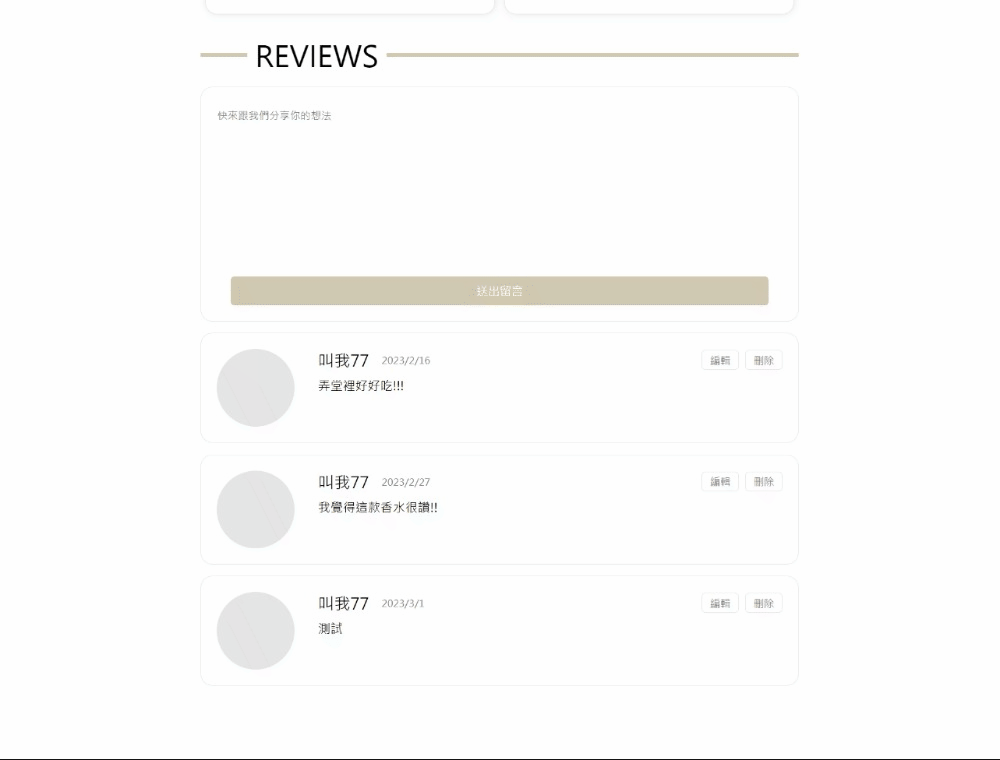 REVIEWS
快來跟我們分享你的想法
送出留言
叫我77 2023/2/16 編輯 刪除
弄堂裡好好吃!!!
叫我77 2023/2/27 編輯 刪除
我覺得這款香水很讚!!
叫我77 2023/3/1 編輯 刪除
測試